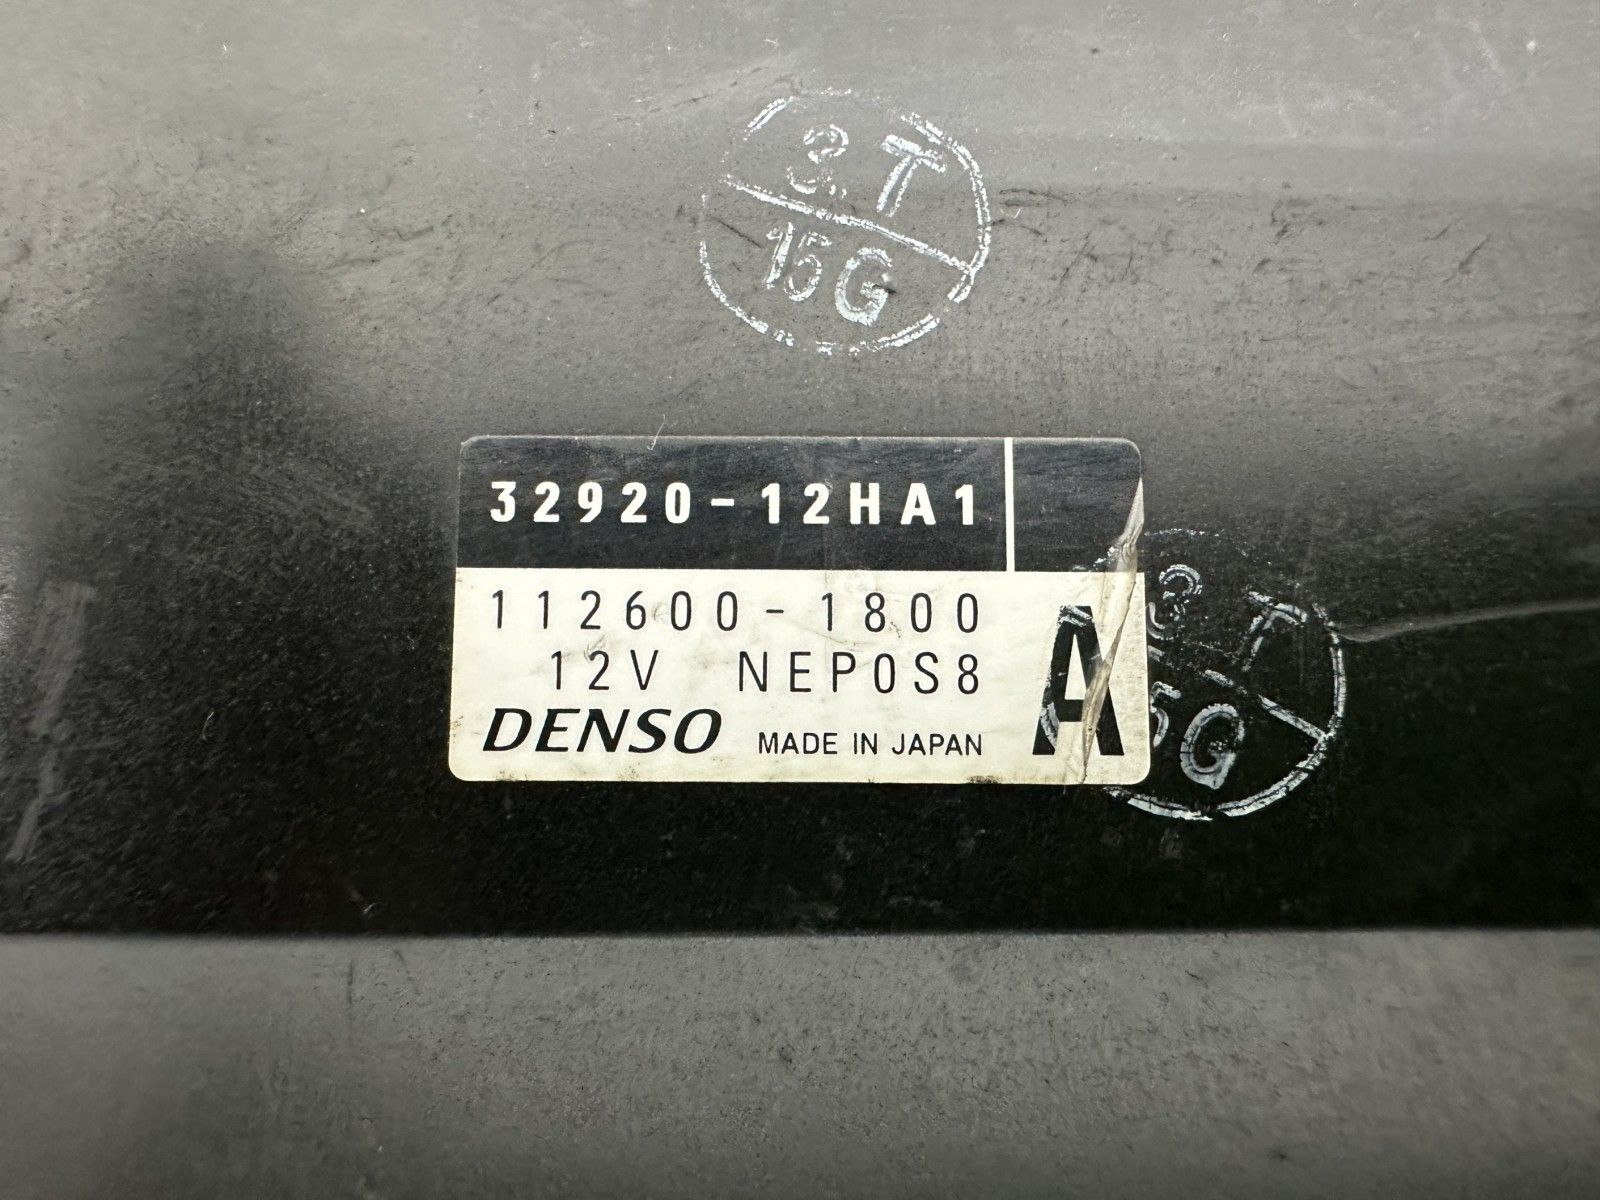 3. T
15G
32920-12HA1
112600-1800
12V NEP0S8
DENSO MADE IN JAPAN
A
3 T
5G